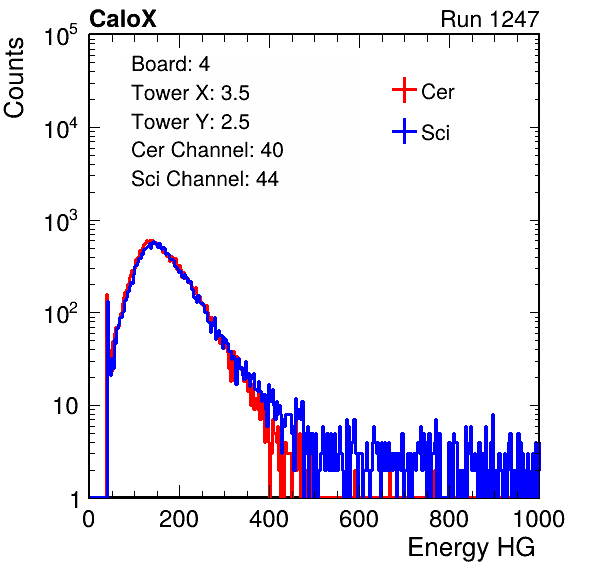 CaloX Run 1247
Counts
10^5
10^4
10^3
10^2
10
1
Board: 4
Tower X: 3.5
Tower Y: 2.5
Cer Channel: 40
Sci Channel: 44
Cer
Sci
0 200 400 600 800 1000
Energy HG